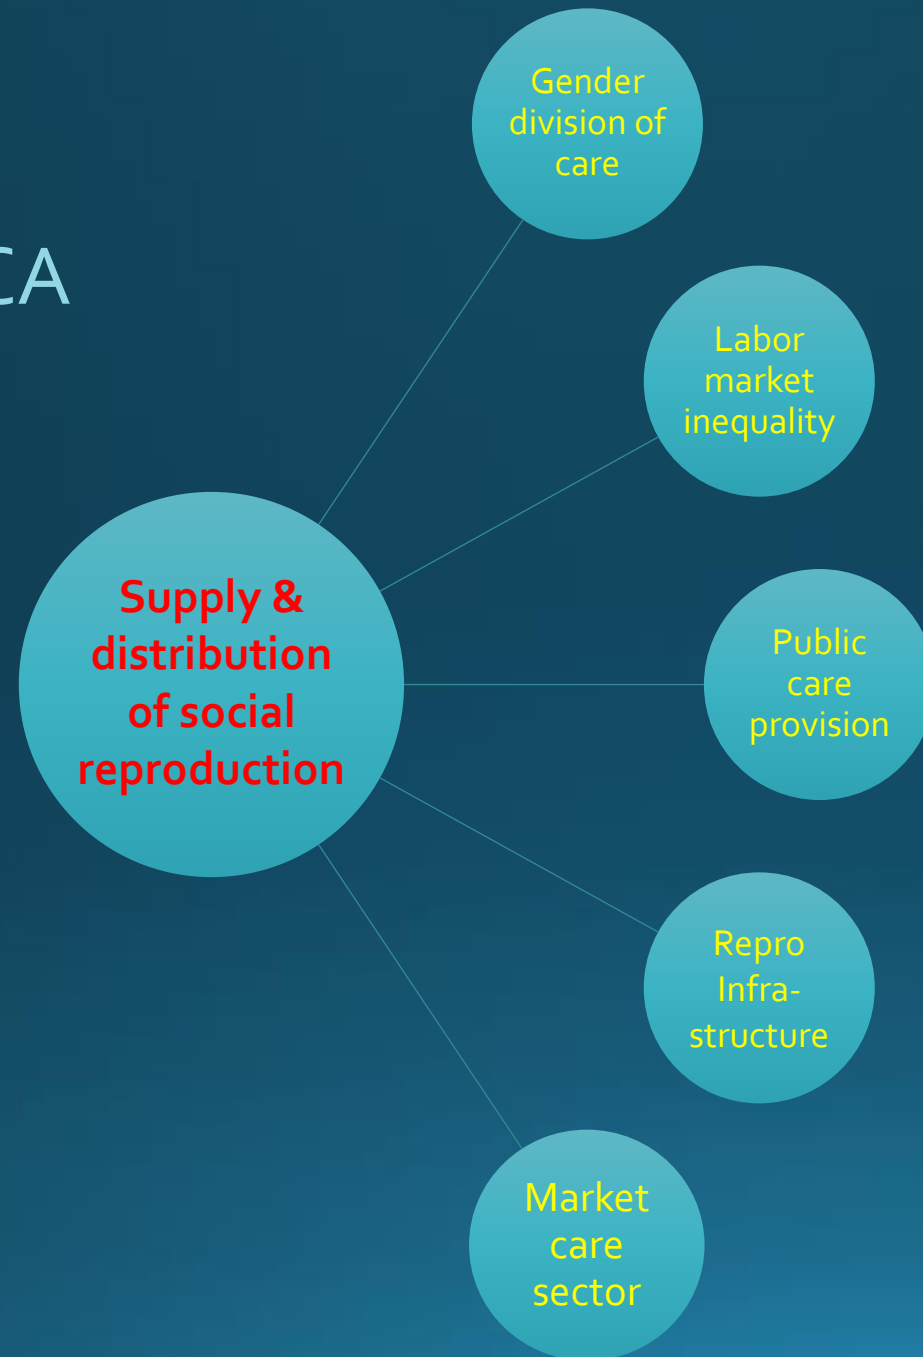 Gender
division of
care
CA
Labor
market
inequality
Supply &
distribution
of social
reproduction
Public
care
provision
Repro
Infra-
structure
Market
care
sector